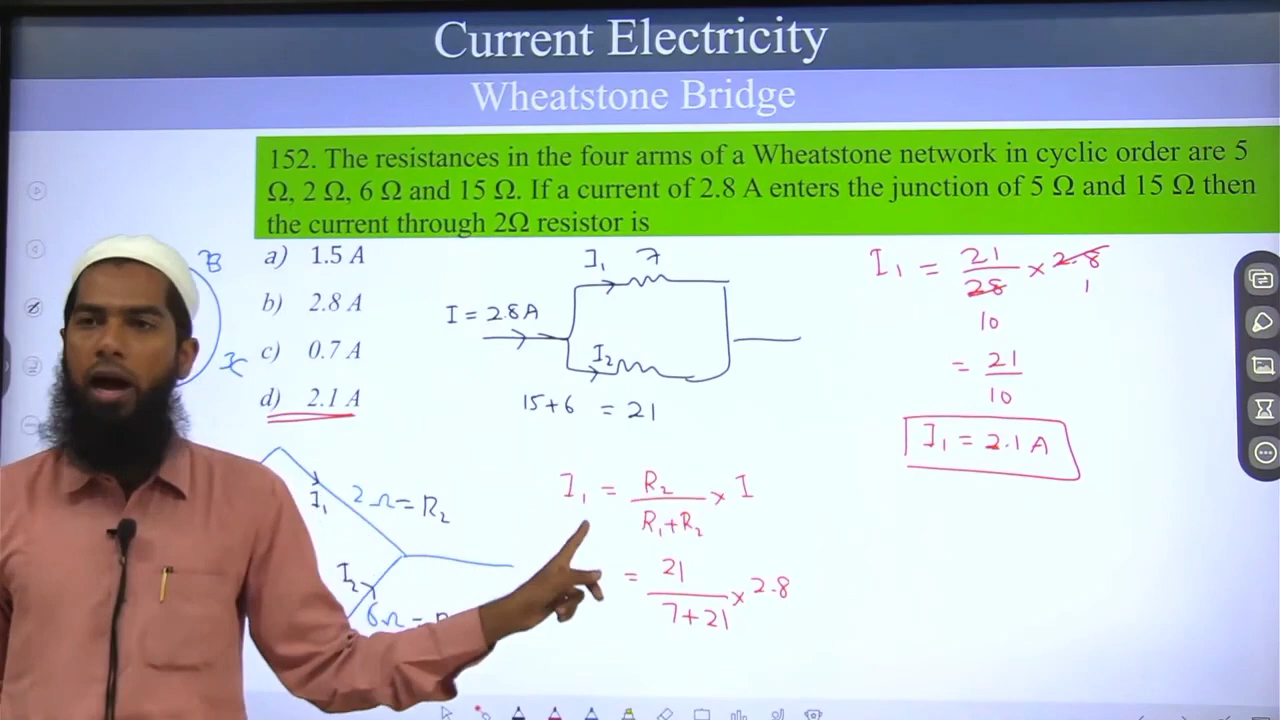 Current Electricity
Wheatstone Bridge
152. The resistances in the four arms of a Wheatstone network in cyclic order are 5
Ω, 2 Ω, 6 Ω and 15 Ω. If a current of 2.8 A enters the junction of 5 Ω and 15 Ω then
the current through 2Ω resistor is
a) 1.5 A
b) 2.8 A
c) 0.7 A
d) 2.1 A
B
I₁ 7
I = 2.8A
I₂
15+6 = 21
I₁ 2Ω = R₂
I₂
6Ω =
I₁ = R₂ / R₁+R₂ × I
= 21 / 7+21 × 2.8
I₁ = 21 / 28 × 2.8
10 1
= 21 / 10
I₁ = 2.1 A